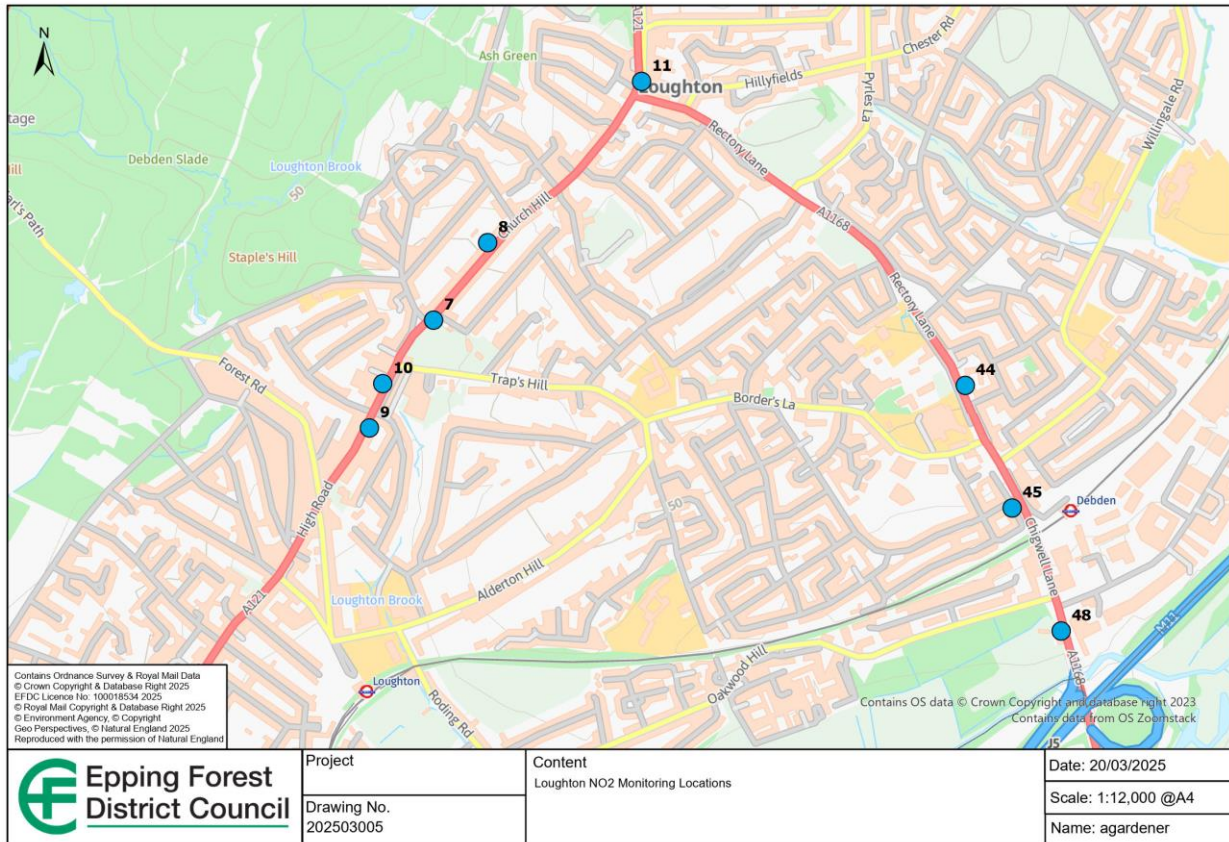 N
A121
Ash Green
11
Loughton
Hillyfields
Chester Rd
Pyrles La
Willingale Rd
tage
Debden Slade
Loughton Brook
50
Hill
arl's Path
Staple's Hill
Rectory Lane
A1168
Church Hill
8
7
Rectory Lane
10
Forest Rd
Trap's Hill
Border's La
44
9
High Road
50
45
Debden
Chigwell Lane
Alderton Hill
Loughton Brook
A121
48
M11
A1168
Oakwood Hill
Loughton
Roding Rd
J5
Contains OS data © Crown Copyright and database right 2023
Contains data from OS Zoomstack
Contains Ordnance Survey & Royal Mail Data
© Crown Copyright & Database Right 2025
EFDC Licence No: 100018534 2025
© Royal Mail Copyright & Database Right 2025
© Environment Agency, © Copyright
Geo Perspectives, © Natural England 2025
Reproduced with the permission of Natural England
Epping Forest
District Council
Project
Drawing No.
202503005
Content
Loughton NO2 Monitoring Locations
Date: 20/03/2025
Scale: 1:12,000 @A4
Name: agardener